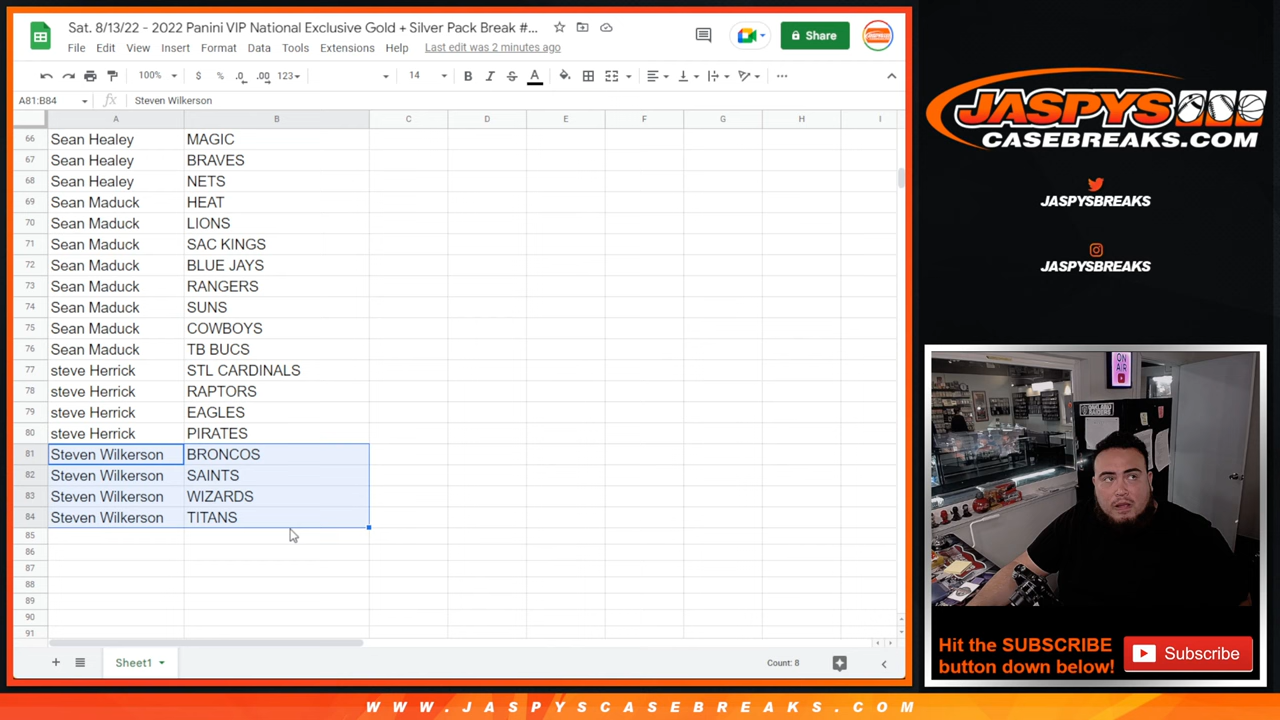 Sat. 8/13/22 - 2022 Panini VIP National Exclusive Gold + Silver Pack Break #...
File Edit View Insert Format Data Tools Extensions Help Last edit was 2 minutes ago
Share
100% $ % .0 .00 123 14 B I S A
A81:B84 fx Steven Wilkerson
A B C D E F G H I
66 Sean Healey MAGIC
67 Sean Healey BRAVES
68 Sean Healey NETS
69 Sean Maduck HEAT
70 Sean Maduck LIONS
71 Sean Maduck SAC KINGS
72 Sean Maduck BLUE JAYS
73 Sean Maduck RANGERS
74 Sean Maduck SUNS
75 Sean Maduck COWBOYS
76 Sean Maduck TB BUCS
77 steve Herrick STL CARDINALS
78 steve Herrick RAPTORS
79 steve Herrick EAGLES
80 steve Herrick PIRATES
81 Steven Wilkerson BRONCOS
82 Steven Wilkerson SAINTS
83 Steven Wilkerson WIZARDS
84 Steven Wilkerson TITANS
85
86
87
88
89
90
91
Sheet1 Count: 8
JASPYS
CASEBREAKS.COM
JASPYSBREAKS
JASPYSBREAKS
ON
AIR
Hit the SUBSCRIBE
button down below!
Subscribe
WWW.JASPYSCASEBREAKS.COM